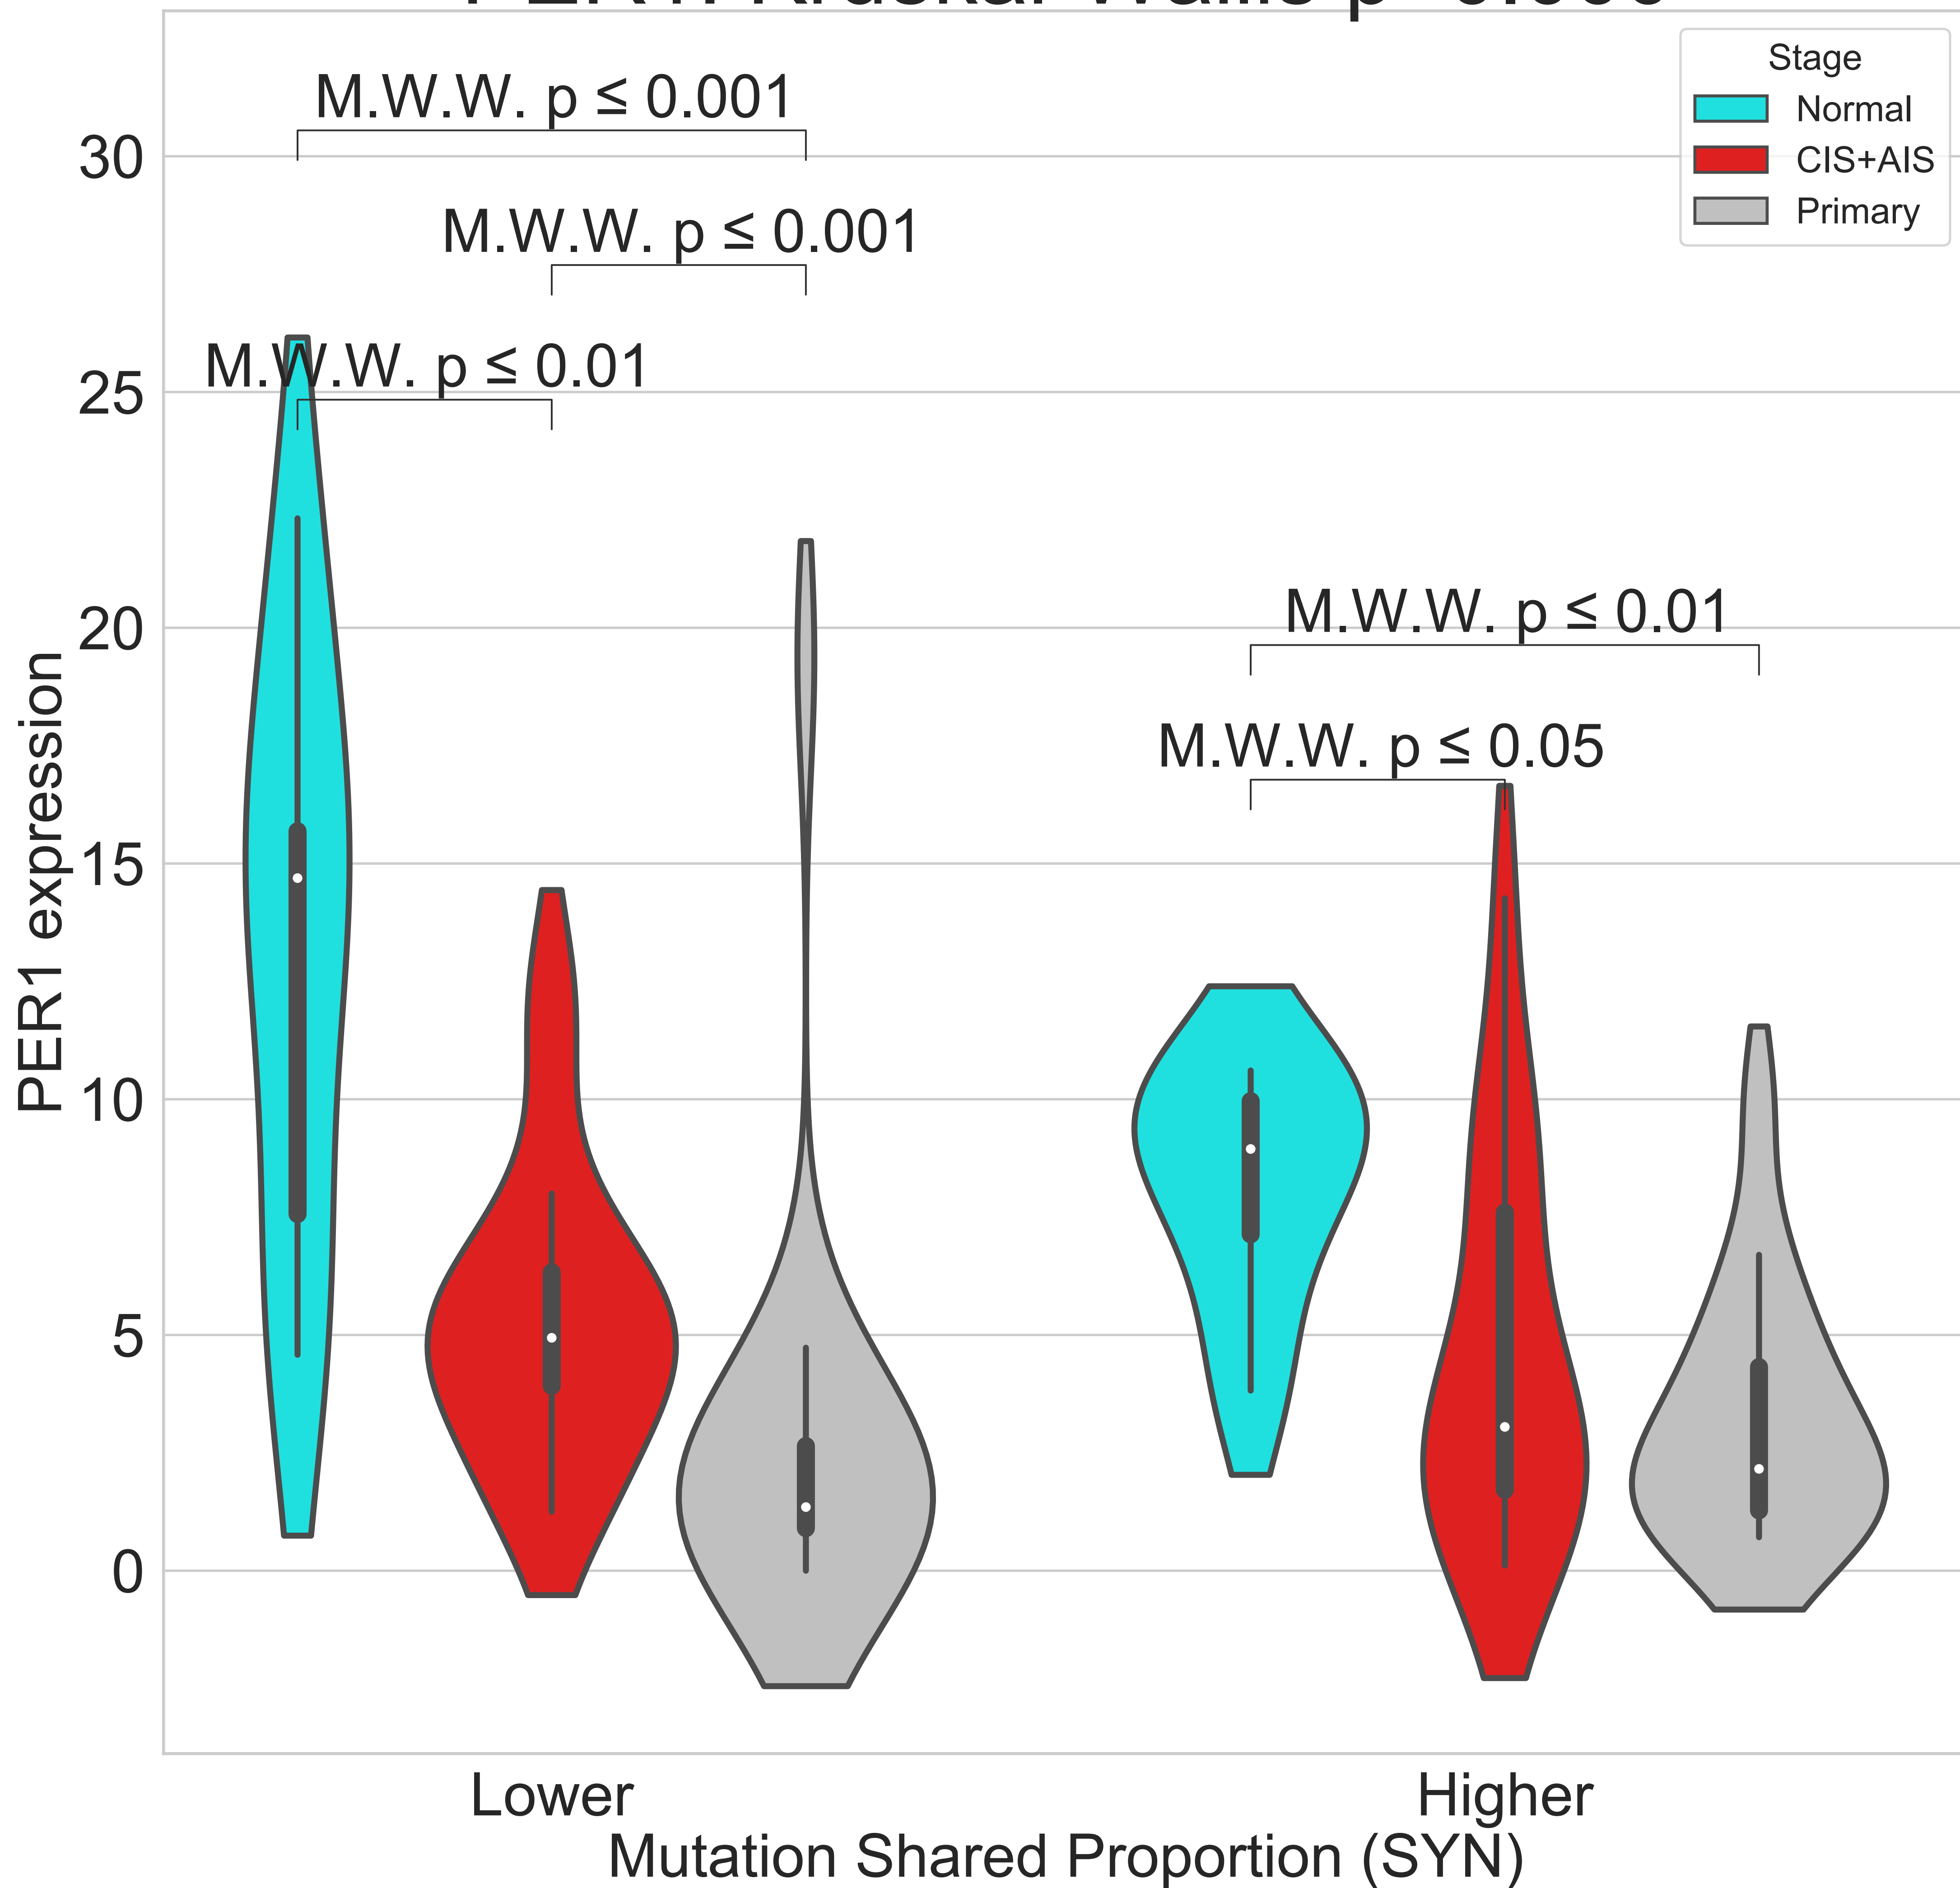 Stage
Normal
CIS+AIS
Primary
M.W.W. p ≤ 0.001
M.W.W. p ≤ 0.001
M.W.W. p ≤ 0.01
M.W.W. p ≤ 0.01
M.W.W. p ≤ 0.05
30
25
20
15
10
5
0
PER1 expression
Lower
Higher
Mutation Shared Proportion (SYN)